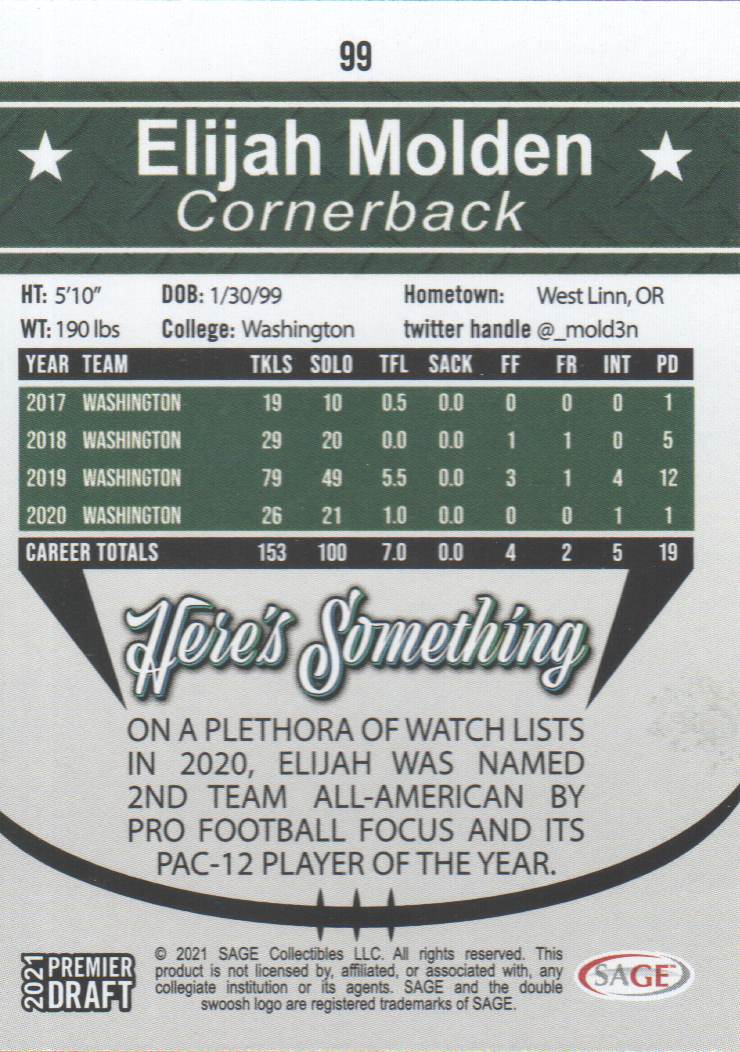 99
Elijah Molden
Cornerback
HT: 5'10" DOB: 1/30/99 Hometown: West Linn, OR
WT: 190 lbs College: Washington twitter handle @_mold3n
YEAR TEAM TKLS SOLO TFL SACK FF FR INT PD
2017 WASHINGTON 19 10 0.5 0.0 0 0 0 1
2018 WASHINGTON 29 20 0.0 0.0 1 1 0 5
2019 WASHINGTON 79 49 5.5 0.0 3 1 4 12
2020 WASHINGTON 26 21 1.0 0.0 0 0 1 1
CAREER TOTALS 153 100 7.0 0.0 4 2 5 19
Here's Something
ON A PLETHORA OF WATCH LISTS
IN 2020, ELIJAH WAS NAMED
2ND TEAM ALL-AMERICAN BY
PRO FOOTBALL FOCUS AND ITS
PAC-12 PLAYER OF THE YEAR.
2021 PREMIER DRAFT
© 2021 SAGE Collectibles LLC. All rights reserved. This
product is not licensed by, affiliated, or associated with, any
collegiate institution or its agents. SAGE and the double
swoosh logo are registered trademarks of SAGE.
SAGE™